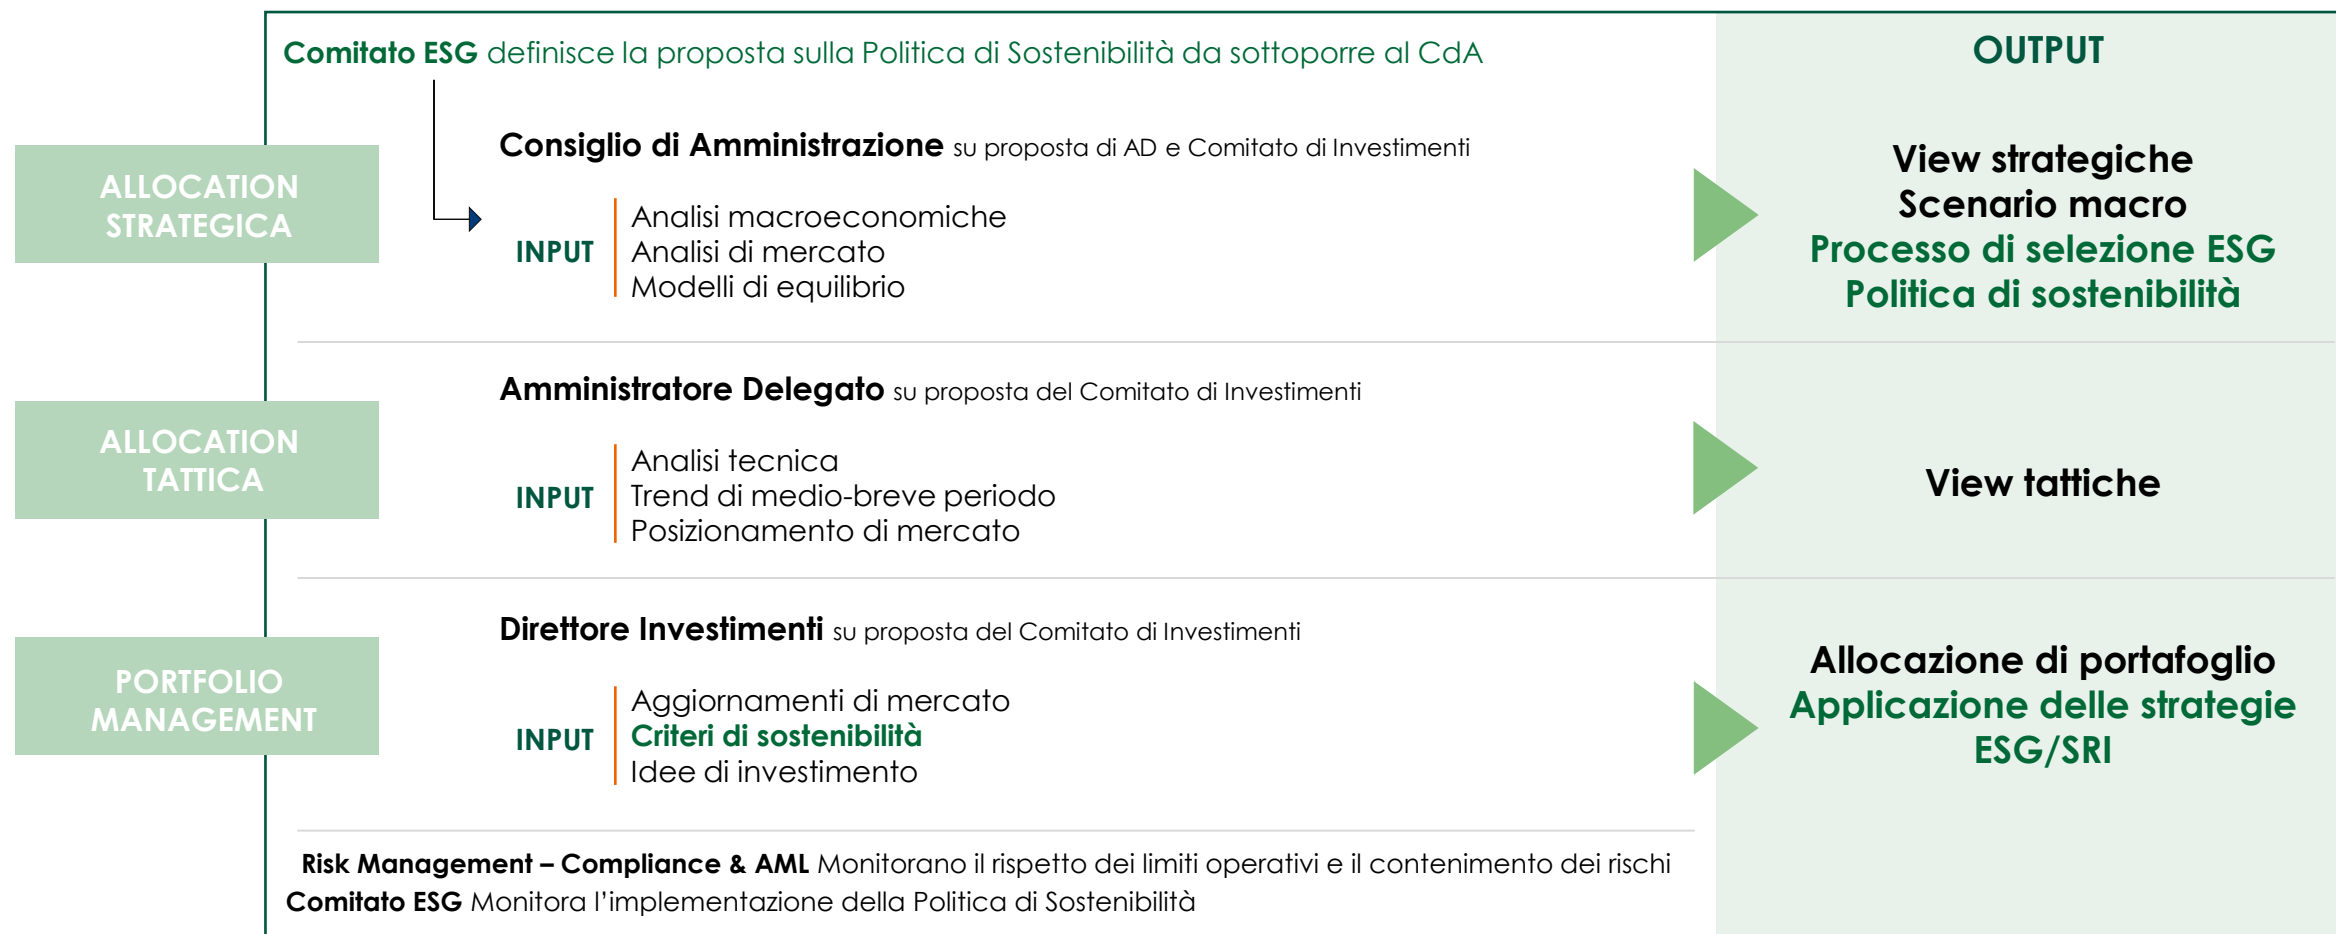 Comitato ESG definisce la proposta sulla Politica di Sostenibilità da sottoporre al CdA
OUTPUT
ALLOCATION
STRATEGICA
Consiglio di Amministrazione su proposta di AD e Comitato di Investimenti
INPUT
Analisi macroeconomiche
Analisi di mercato
Modelli di equilibrio
View strategiche
Scenario macro
Processo di selezione ESG
Politica di sostenibilità
ALLOCATION
TATTICA
Amministratore Delegato su proposta del Comitato di Investimenti
INPUT
Analisi tecnica
Trend di medio-breve periodo
Posizionamento di mercato
View tattiche
PORTFOLIO
MANAGEMENT
Direttore Investimenti su proposta del Comitato di Investimenti
INPUT
Aggiornamenti di mercato
Criteri di sostenibilità
Idee di investimento
Allocazione di portafoglio
Applicazione delle strategie
ESG/SRI
Risk Management – Compliance & AML Monitorano il rispetto dei limiti operativi e il contenimento dei rischi
Comitato ESG Monitora l’implementazione della Politica di Sostenibilità